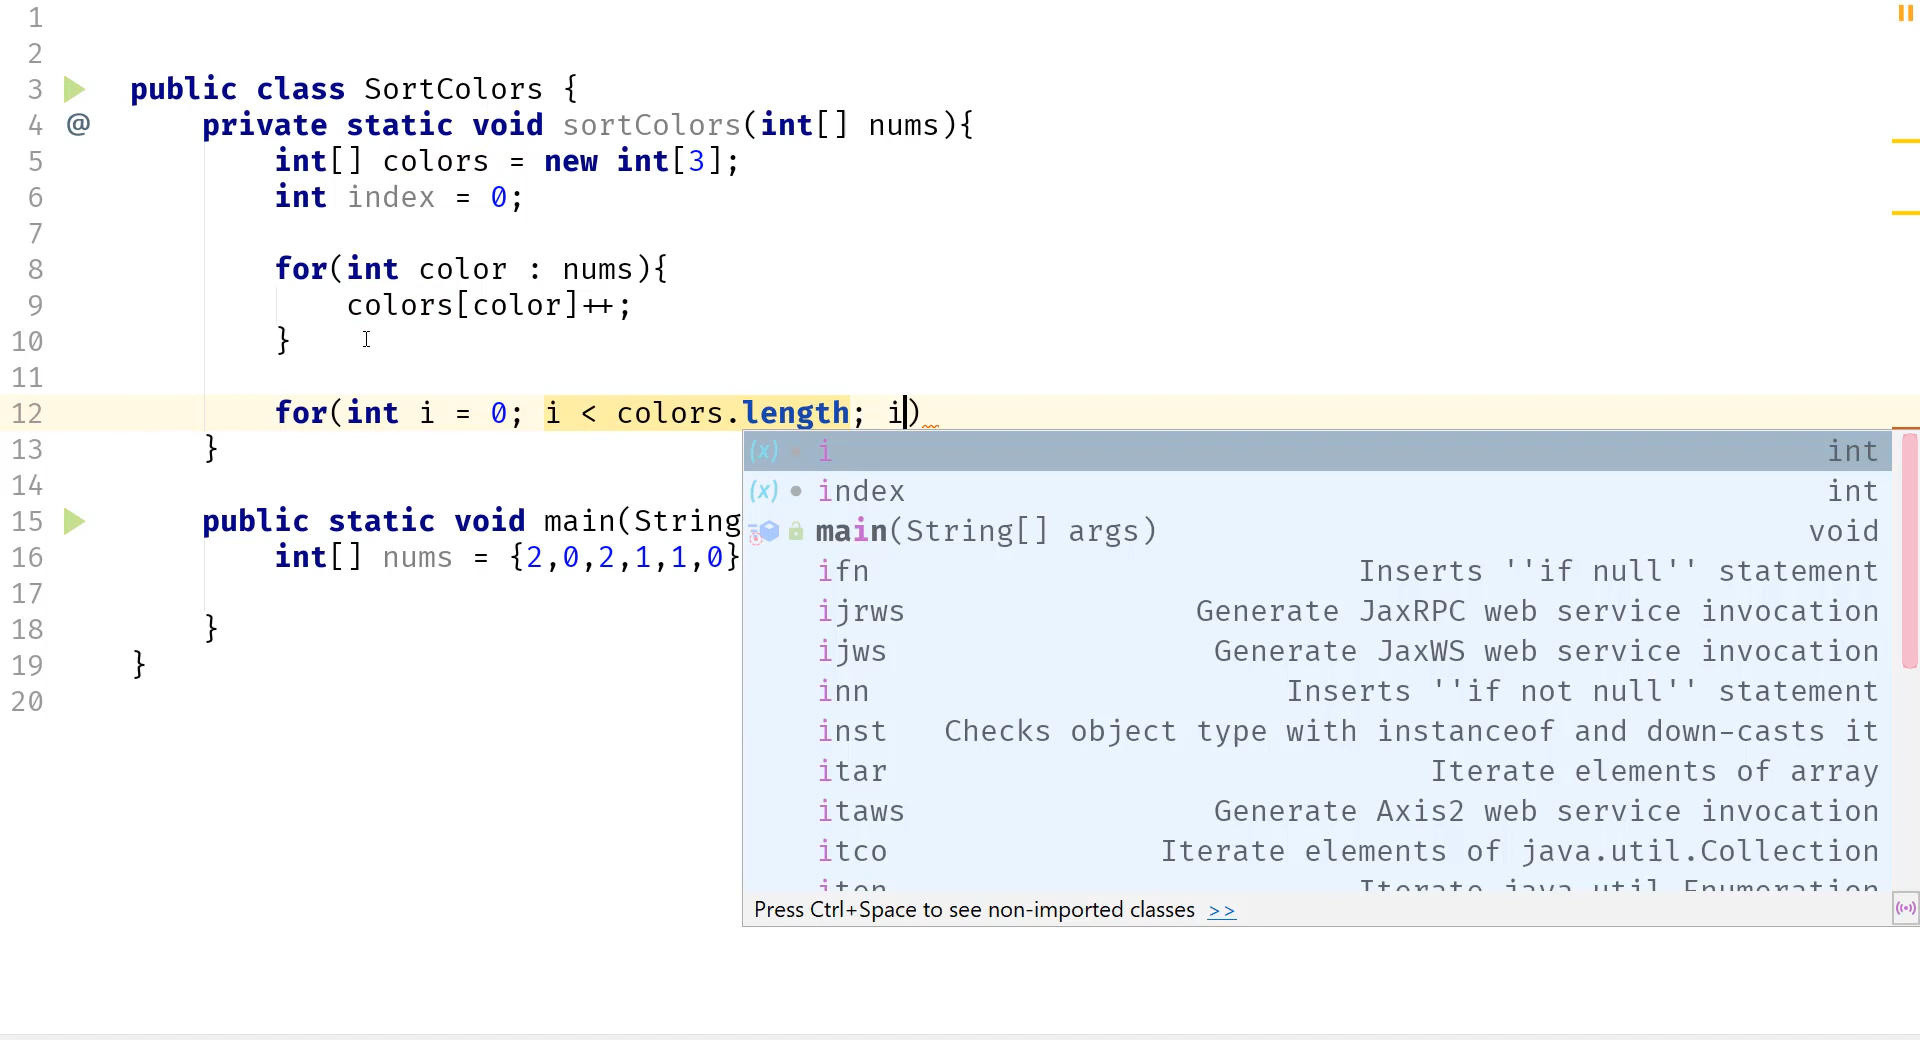 1
2
3 public class SortColors {
4 @ private static void sortColors(int[] nums){
5 int[] colors = new int[3];
6 int index = 0;
7
8 for(int color : nums){
9 colors[color]++;
10 }
11
12 for(int i = 0; i < colors.length; i)
13 }
14
15 public static void main(String
16 int[] nums = {2,0,2,1,1,0}
17
18 }
19 }
20
(x) i int
(x) index int
main(String[] args) void
ifn Inserts ''if null'' statement
ijrws Generate JaxRPC web service invocation
ijws Generate JaxWS web service invocation
inn Inserts ''if not null'' statement
inst Checks object type with instanceof and down-casts it
itar Iterate elements of array
itaws Generate Axis2 web service invocation
itco Iterate elements of java.util.Collection
iten Iterate java.util.Enumeration
Press Ctrl+Space to see non-imported classes >>